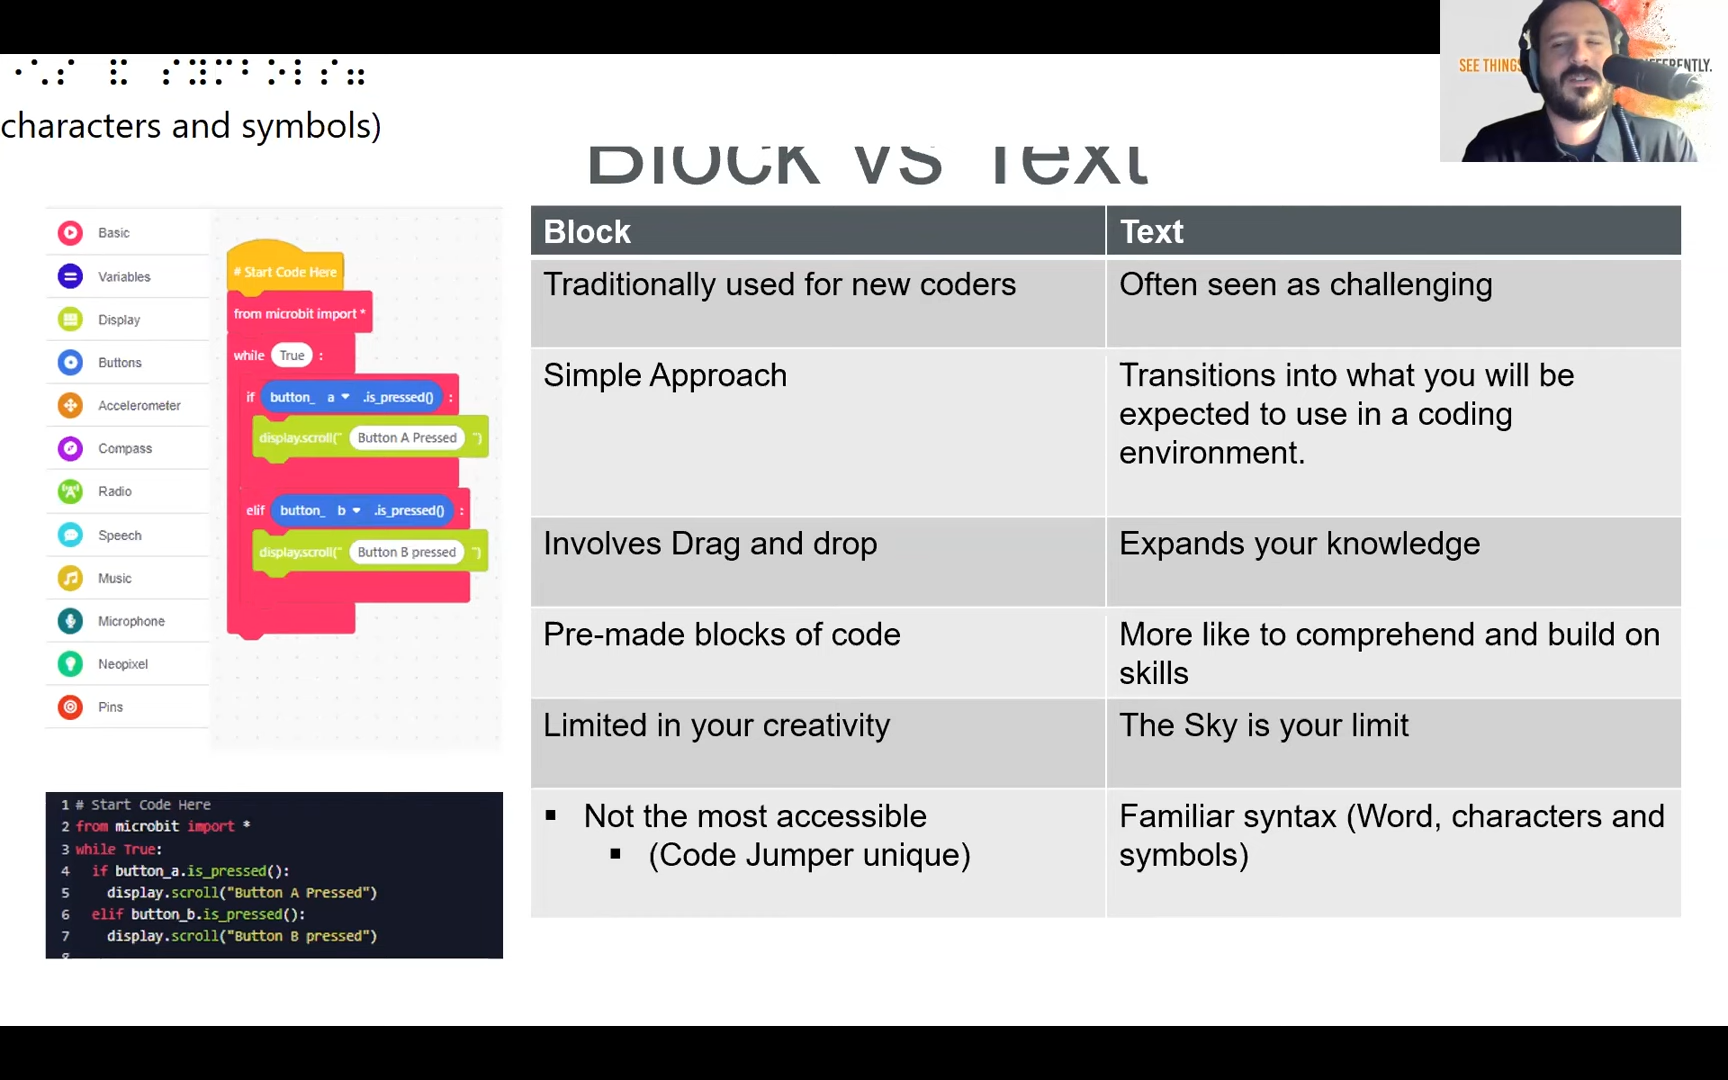 characters and symbols)
SEE THINGS
FERENTLY.
Block vs Text
Basic
Variables
Display
Buttons
Accelerometer
Compass
Radio
Speech
Music
Microphone
Neopixel
Pins
# Start Code Here
from microbit import *
while True :
if button_ a .is_pressed() :
display.scroll(" Button A Pressed ")
elif button_ b .is_pressed() :
display.scroll(" Button B pressed ")
1 # Start Code Here
2 from microbit import *
3 while True:
4 if button_a.is_pressed():
5 display.scroll("Button A Pressed")
6 elif button_b.is_pressed():
7 display.scroll("Button B pressed")
8
Block Text
Traditionally used for new coders Often seen as challenging
Simple Approach Transitions into what you will be
expected to use in a coding
environment.
Involves Drag and drop Expands your knowledge
Pre-made blocks of code More like to comprehend and build on
skills
Limited in your creativity The Sky is your limit
▪ Not the most accessible Familiar syntax (Word, characters and
▪ (Code Jumper unique) symbols)